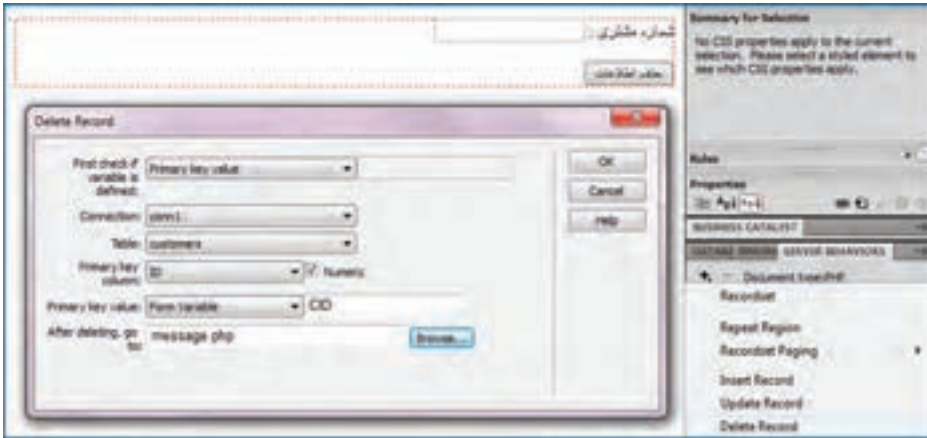 شماره مشتری :
حذف اطلاعات
Delete Record
First check if variable is defined:
Primary key value
OK
Connection:
conn1
Cancel
Table:
customers
Help
Primary key column:
ID
Numeric
Primary key value:
Form Variable
CID
After deleting, go to:
message php
Browse...
Summary for Selection
No CSS properties apply to the current
selection. Please select a styled element to
see which CSS properties apply.
Rules
Properties
BUSINESS CATALYST
SERVER BEHAVIORS
Document type:PHP
Recordset
Repeat Region
Recordset Paging
Insert Record
Update Record
Delete Record